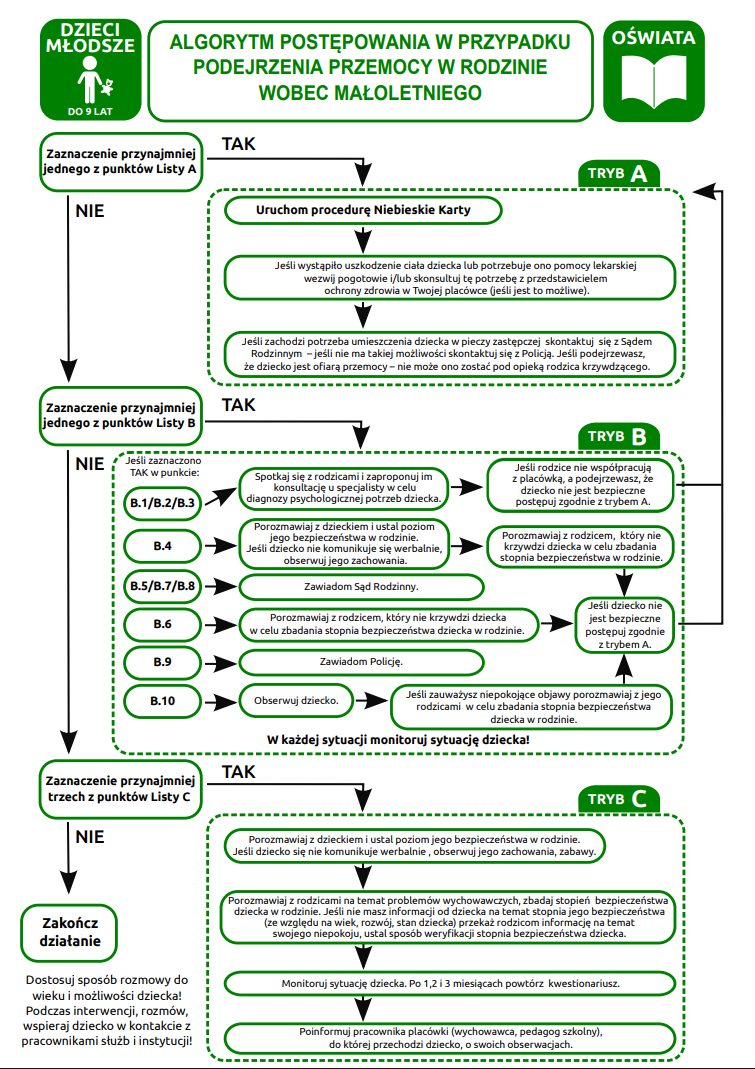 DZIECI
MŁODSZE
DO 9 LAT
ALGORYTM POSTĘPOWANIA W PRZYPADKU
PODEJRZENIA PRZEMOCY W RODZINIE
WOBEC MAŁOLETNIEGO
OŚWIATA
Zaznaczenie przynajmniej
jednego z punktów Listy A
TAK
NIE
TRYB A
Uruchom procedurę Niebieskie Karty
Jeśli wystąpiło uszkodzenie ciała dziecka lub potrzebuje ono pomocy lekarskiej
wezwij pogotowie i/lub skonsultuj tę potrzebę z przedstawicielem
ochrony zdrowia w Twojej placówce (jeśli jest to możliwe).
Jeśli zachodzi potrzeba umieszczenia dziecka w pieczy zastępczej skontaktuj się z Sądem
Rodzinnym – jeśli nie ma takiej możliwości skontaktuj się z Policją. Jeśli podejrzewasz,
że dziecko jest ofiarą przemocy – nie może ono zostać pod opieką rodzica krzywdzącego.
Zaznaczenie przynajmniej
jednego z punktów Listy B
TAK
NIE
TRYB B
Jeśli zaznaczono
TAK w punkcie:
B.1/B.2/B.3
Spotkaj się z rodzicami i zaproponuj im
konsultację u specjalisty w celu
diagnozy psychologicznej potrzeb dziecka.
Jeśli rodzice nie współpracują
z placówką, a podejrzewasz, że
dziecko nie jest bezpieczne
postępuj zgodnie z trybem A.
B.4
Porozmawiaj z dzieckiem i ustal poziom
jego bezpieczeństwa w rodzinie.
Jeśli dziecko nie komunikuje się werbalnie,
obserwuj jego zachowania.
Porozmawiaj z rodzicem, który nie
krzywdzi dziecka w celu zbadania
stopnia bezpieczeństwa w rodzinie.
B.5/B.7/B.8
Zawiadom Sąd Rodzinny.
B.6
Porozmawiaj z rodzicem, który nie krzywdzi dziecka
w celu zbadania stopnia bezpieczeństwa dziecka w rodzinie.
Jeśli dziecko nie
jest bezpieczne
postępuj zgodnie
z trybem A.
B.9
Zawiadom Policję.
B.10
Obserwuj dziecko.
Jeśli zauważysz niepokojące objawy porozmawiaj z jego
rodzicami w celu zbadania stopnia bezpieczeństwa
dziecka w rodzinie.
W każdej sytuacji monitoruj sytuację dziecka!
Zaznaczenie przynajmniej
trzech z punktów Listy C
TAK
NIE
TRYB C
Porozmawiaj z dzieckiem i ustal poziom jego bezpieczeństwa w rodzinie.
Jeśli dziecko się nie komunikuje werbalnie , obserwuj jego zachowania, zabawy.
Porozmawiaj z rodzicami na temat problemów wychowawczych, zbadaj stopień bezpieczeństwa
dziecka w rodzinie. Jeśli nie masz informacji od dziecka na temat stopnia jego bezpieczeństwa
(ze względu na wiek, rozwój, stan dziecka) przekaż rodzicom informację na temat
swojego niepokoju, ustal sposób weryfikacji stopnia bezpieczeństwa dziecka.
Monitoruj sytuację dziecka. Po 1,2 i 3 miesiącach powtórz kwestionariusz.
Poinformuj pracownika placówki (wychowawca, pedagog szkolny),
do której przechodzi dziecko, o swoich obserwacjach.
Zakończ
działanie
Dostosuj sposób rozmowy do
wieku i możliwości dziecka!
Podczas interwencji, rozmów,
wspieraj dziecko w kontakcie z
pracownikami służb i instytucji!